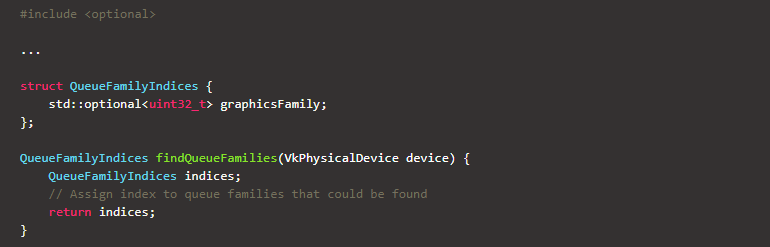 #include <optional>
...
struct QueueFamilyIndices {
    std::optional<uint32_t> graphicsFamily;
};
QueueFamilyIndices findQueueFamilies(VkPhysicalDevice device) {
    QueueFamilyIndices indices;
    // Assign index to queue families that could be found
    return indices;
}